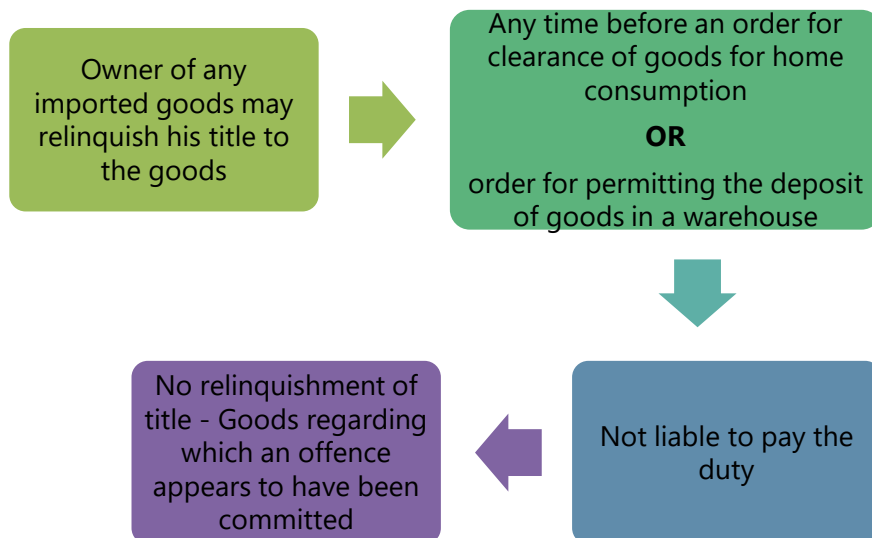 Owner of any
imported goods may
relinquish his title to
the goods
Any time before an order for
clearance of goods for home
consumption
OR
order for permitting the deposit
of goods in a warehouse
Not liable to pay the
duty
No relinquishment of
title - Goods regarding
which an offence
appears to have been
committed